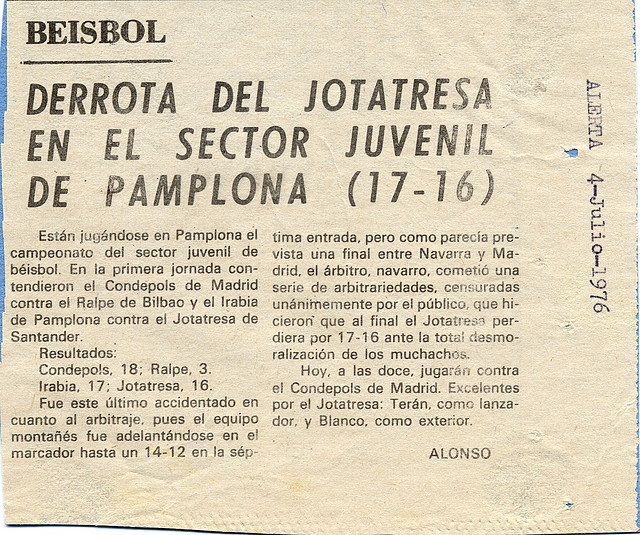 BEISBOL
DERROTA DEL JOTATRESA
EN EL SECTOR JUVENIL
DE PAMPLONA (17-16)
Están jugándose en Pamplona el
campeonato del sector juvenil de
béisbol. En la primera jornada con-
tendieron el Condepols de Madrid
contra el Ralpe de Bilbao y el Irabia
de Pamplona contra el Jotatresa de
Santander.
Resultados:
Condepols, 18; Ralpe, 3.
Irabia, 17; Jotatresa, 16.
Fue este último accidentado en
cuanto al arbitraje, pues el equipo
montañés fue adelantándose en el
marcador hasta un 14-12 en la sép-
tima entrada, pero como parecía pre-
vista una final entre Navarra y Ma-
drid, el árbitro, navarro, cometió una
serie de arbitrariedades, censuradas
unánimemente por el público, que hi-
cieron que al final el Jotatresa per-
diera por 17-16 ante la total desmo-
ralización de los muchachos.
Hoy, a las doce, jugarán contra
el Condepols de Madrid. Excelentes
por el Jotatresa: Terán, como lanza-
dor, y Blanco, como exterior.
ALONSO
ALERTA 4-Julio-1976